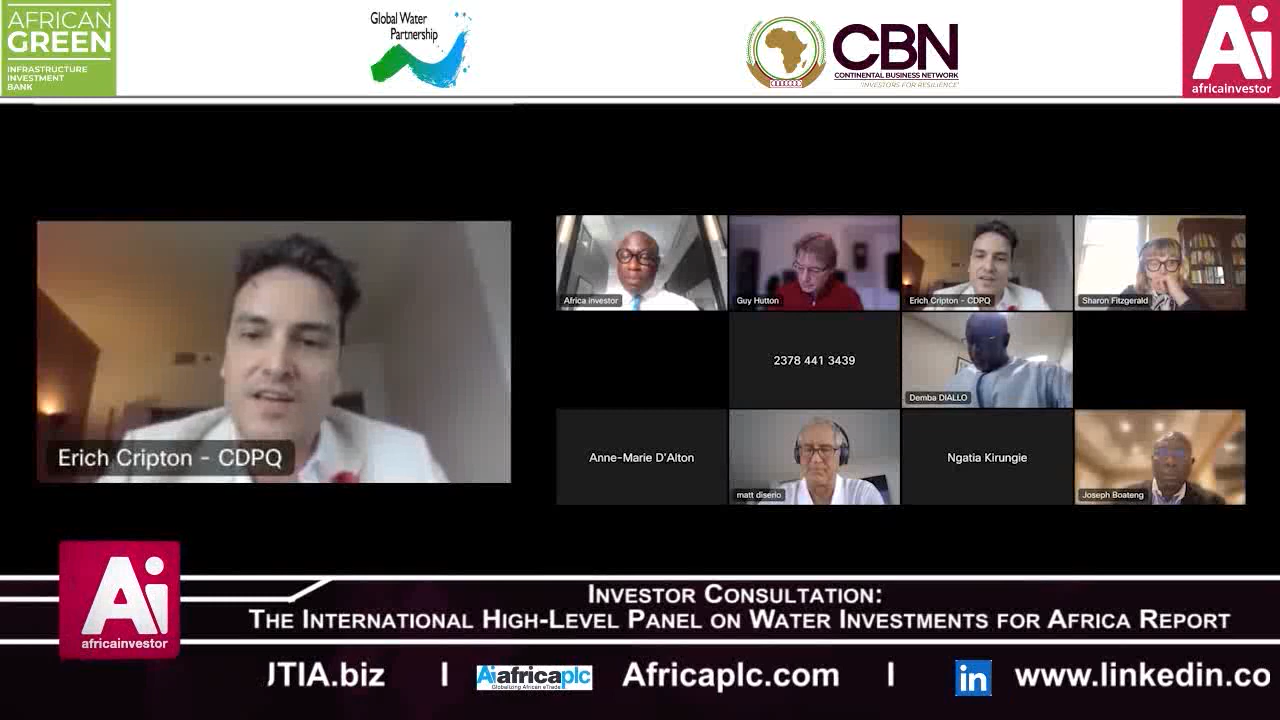 AFRICAN
GREEN
INFRASTRUCTURE
INVESTMENT
BANK
Global Water
Partnership
CBN
CONTINENTAL BUSINESS NETWORK
"INVESTORS FOR RESILIENCE"
Ai
africainvestor
Erich Cripton - CDPQ
Africa investor
Guy Hutton
Erich Cripton - CDPQ
Sharon Fitzgerald
2378 441 3439
Demba DIALLO
Anne-Marie D'Alton
matt diserio
Ngatia Kirungie
Joseph Boateng
Ai
africainvestor
INVESTOR CONSULTATION:
THE INTERNATIONAL HIGH-LEVEL PANEL ON WATER INVESTMENTS FOR AFRICA REPORT
JTIA.biz | Aiafricaplc Africaplc.com | in www.linkedin.co
Globalizing African eTrade